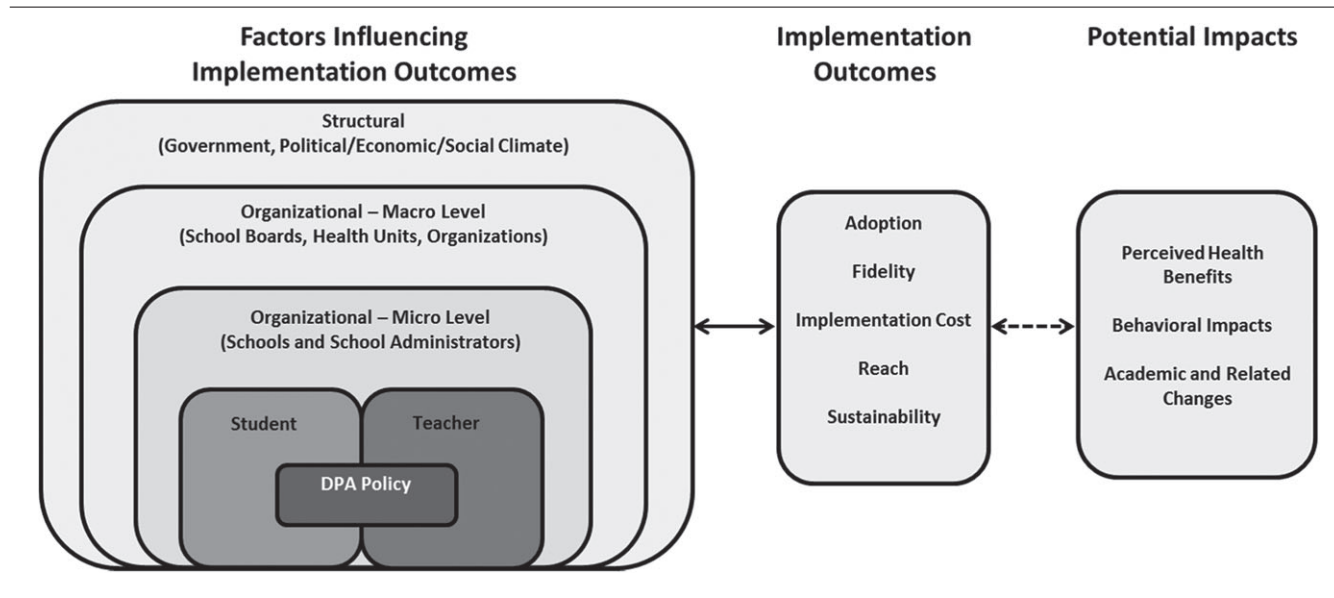 Factors Influencing
Implementation Outcomes
Implementation
Outcomes
Potential Impacts
Structural
(Government, Political/Economic/Social Climate)
Organizational – Macro Level
(School Boards, Health Units, Organizations)
Organizational – Micro Level
(Schools and School Administrators)
Student
Teacher
DPA Policy
Adoption
Fidelity
Implementation Cost
Reach
Sustainability
Perceived Health
Benefits
Behavioral Impacts
Academic and Related
Changes